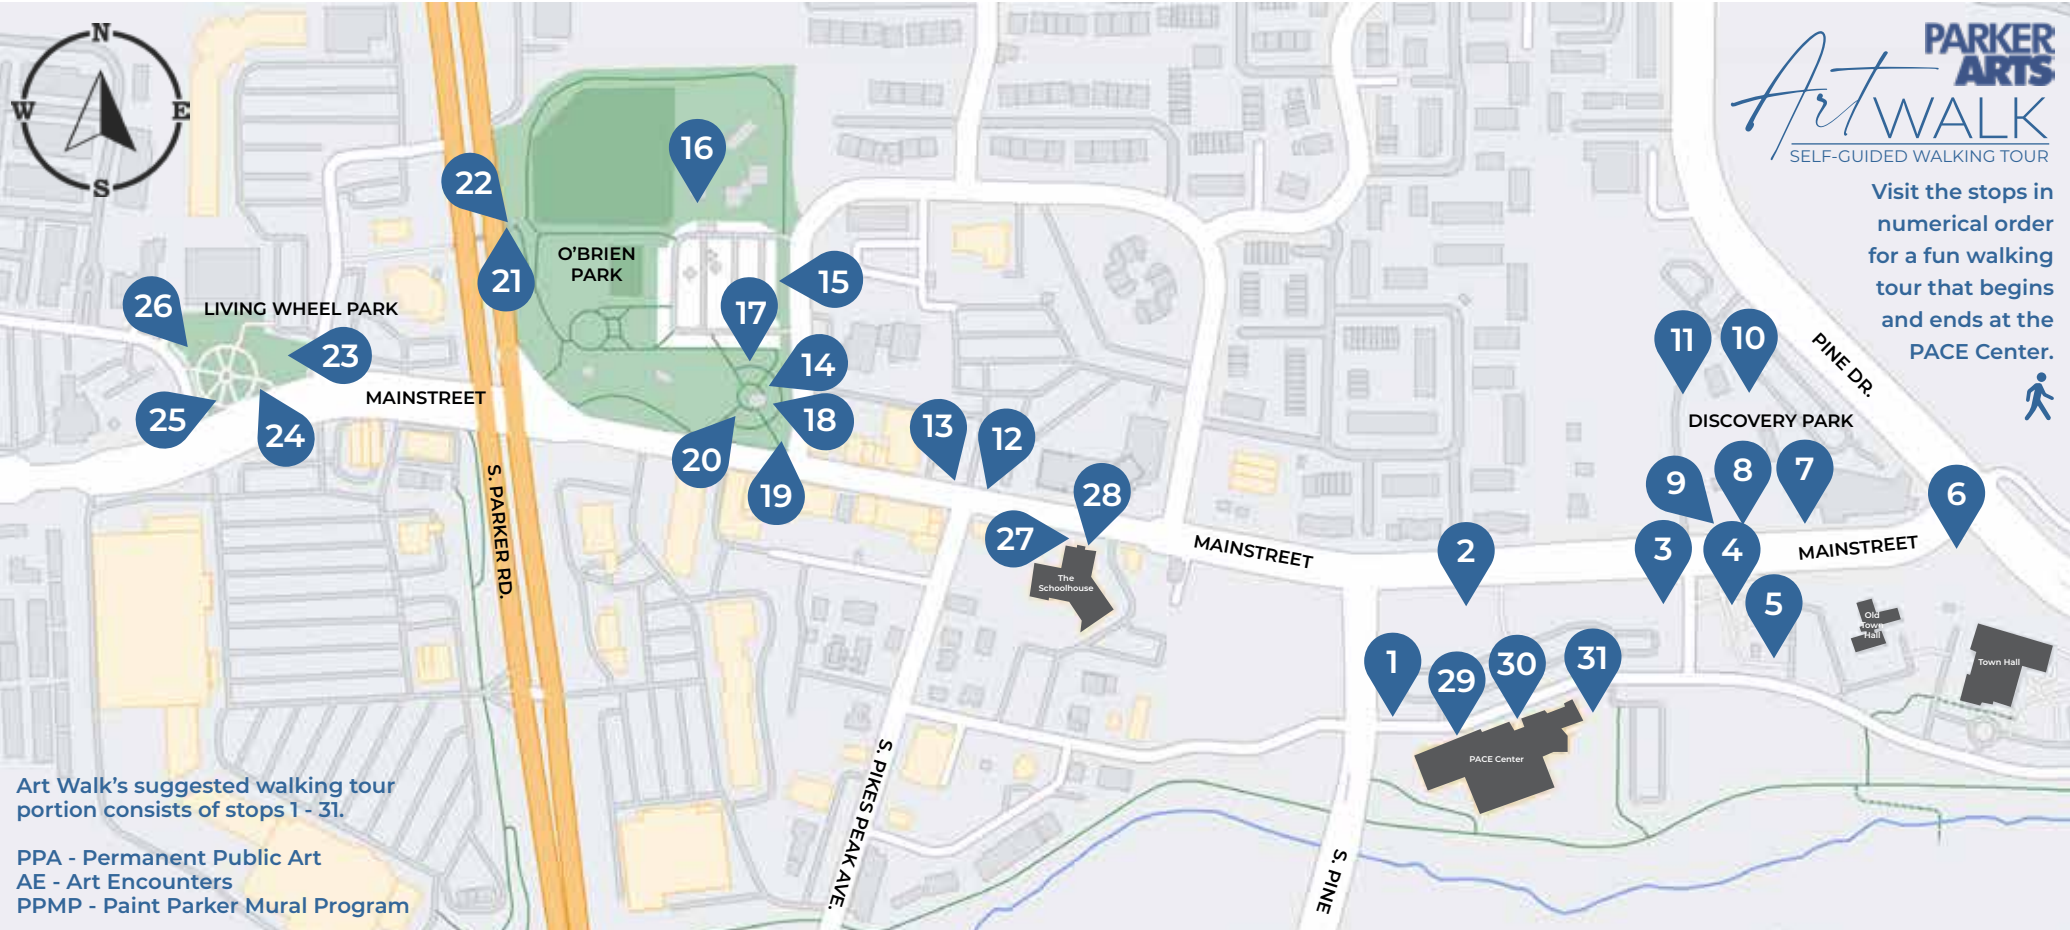 N
W
E
S
PARKER
ARTS
Art WALK
SELF-GUIDED WALKING TOUR
Visit the stops in
numerical order
for a fun walking
tour that begins
and ends at the
PACE Center.
16
22
21
O'BRIEN
PARK
15
17
14
18
20
19
26
LIVING WHEEL PARK
23
MAINSTREET
25
24
13
12
28
27
The
Schoolhouse
S. PARKER RD.
MAINSTREET
2
11
10
PINE DR.
DISCOVERY PARK
9
8
7
6
3
4
MAINSTREET
5
Old
Town
Hall
Town Hall
1
29
30
31
PACE Center
S. PIKES PEAK AVE.
S. PINE
Art Walk's suggested walking tour
portion consists of stops 1 - 31.
PPA - Permanent Public Art
AE - Art Encounters
PPMP - Paint Parker Mural Program